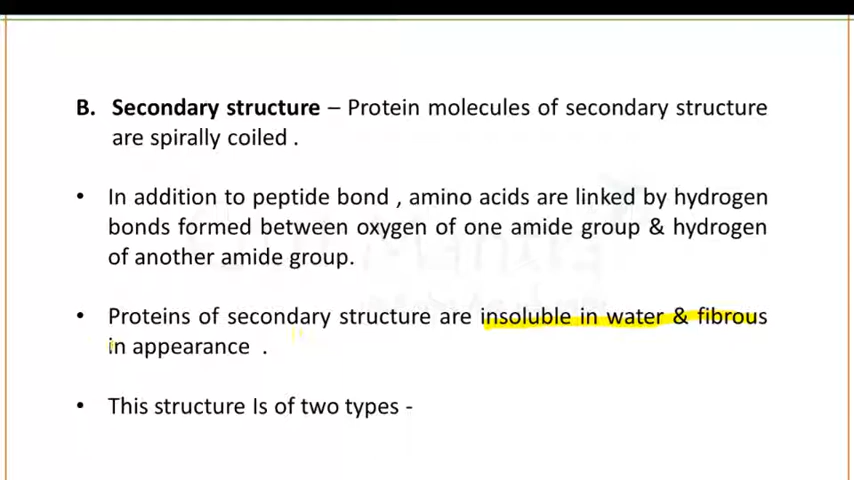 B. Secondary structure – Protein molecules of secondary structure
are spirally coiled .
• In addition to peptide bond , amino acids are linked by hydrogen
bonds formed between oxygen of one amide group & hydrogen
of another amide group.
• Proteins of secondary structure are insoluble in water & fibrous
in appearance .
• This structure Is of two types -